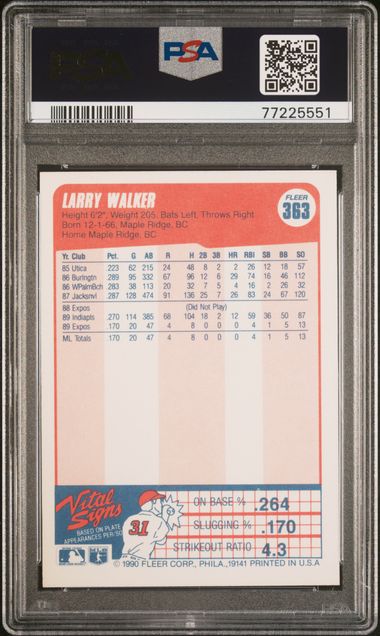 PSA
PSA
77225551
LARRY WALKER
FLEER
363
Height 6'2", Weight 205, Bats Left, Throws Right
Born 12-1-66, Maple Ridge, BC
Home Maple Ridge, BC
Yr. Club Pct. G AB R H 2B 3B HR RBI SB BB SO
85 Utica .223 62 215 24 48 8 2 2 26 12 18 57
86 Burlngtn .289 95 332 67 96 12 6 29 74 16 46 112
86 WPalmBch .283 38 113 20 32 7 5 4 16 2 26 32
87 Jacksnvl .287 128 474 91 136 25 7 26 83 24 67 120
88 Expos (Did Not Play)
89 Indiapls .270 114 385 68 104 18 2 12 59 36 50 87
89 Expos .170 20 47 4 8 0 0 0 4 1 5 13
ML Totals .170 20 47 4 8 0 0 0 4 1 5 13
Vital Signs
BASED ON PLATE
APPEARANCES PER/SO
31
ON BASE % .264
SLUGGING % .170
STRIKEOUT RATIO 4.3
© 1990 FLEER CORP., PHILA., 19141 PRINTED IN U.S.A